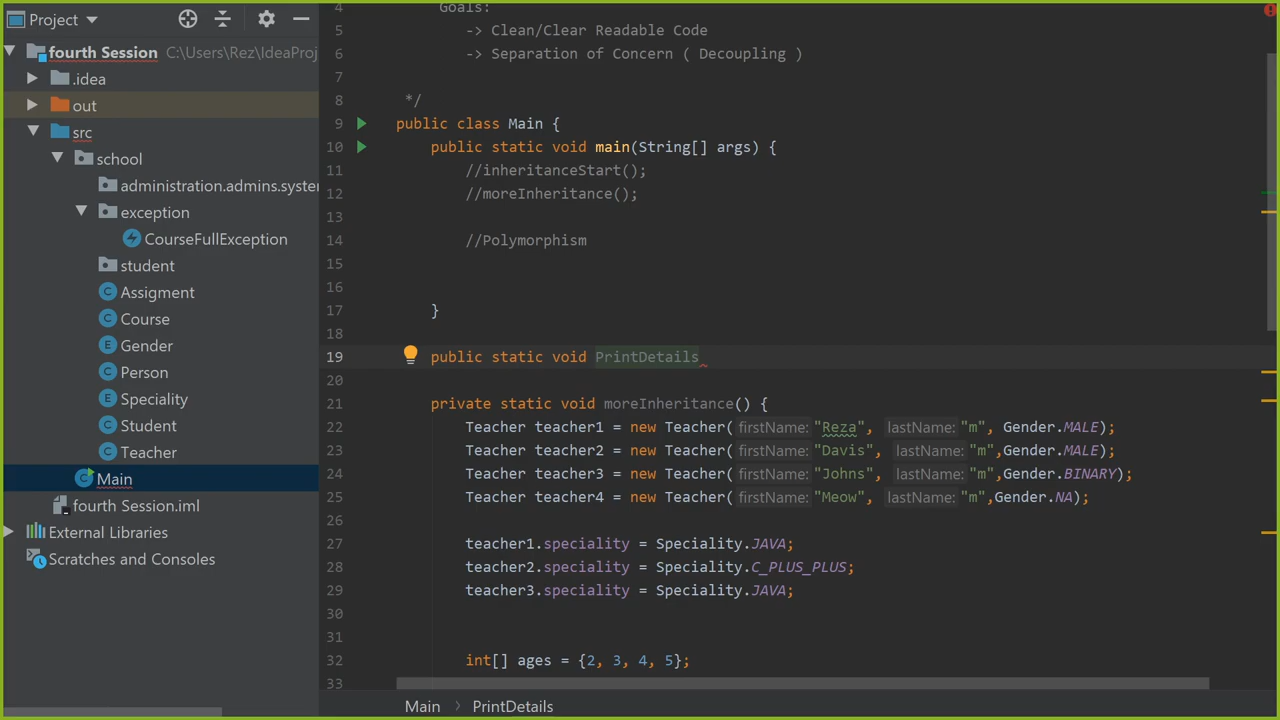 Project
fourth Session C:\Users\Rez\IdeaProj
.idea
out
src
school
administration.admins.syste
exception
CourseFullException
student
Assigment
Course
Gender
Person
Speciality
Student
Teacher
Main
fourth Session.iml
External Libraries
Scratches and Consoles
4 Goals:
5 -> Clean/Clear Readable Code
6 -> Separation of Concern ( Decoupling )
7
8 */
9 public class Main {
10 public static void main(String[] args) {
11 //inheritanceStart();
12 //moreInheritance();
13
14 //Polymorphism
15
16
17 }
18
19 public static void PrintDetails
20
21 private static void moreInheritance() {
22 Teacher teacher1 = new Teacher( firstName: "Reza", lastName: "m", Gender.MALE);
23 Teacher teacher2 = new Teacher( firstName: "Davis", lastName: "m",Gender.MALE);
24 Teacher teacher3 = new Teacher( firstName: "Johns", lastName: "m",Gender.BINARY);
25 Teacher teacher4 = new Teacher( firstName: "Meow", lastName: "m",Gender.NA);
26
27 teacher1.speciality = Speciality.JAVA;
28 teacher2.speciality = Speciality.C_PLUS_PLUS;
29 teacher3.speciality = Speciality.JAVA;
30
31
32 int[] ages = {2, 3, 4, 5};
33
Main > PrintDetails